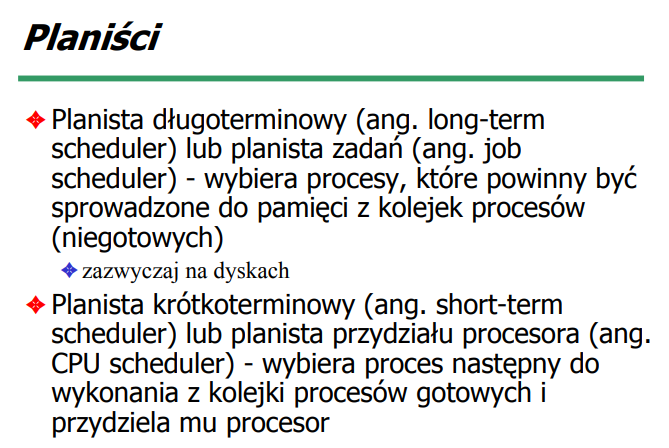 Planiści
Planista długoterminowy (ang. long-term
scheduler) lub planista zadań (ang. job
scheduler) - wybiera procesy, które powinny być
sprowadzone do pamięci z kolejek procesów
(niegotowych)
zazwyczaj na dyskach
Planista krótkoterminowy (ang. short-term
scheduler) lub planista przydziału procesora (ang.
CPU scheduler) - wybiera proces następny do
wykonania z kolejki procesów gotowych i
przydziela mu procesor